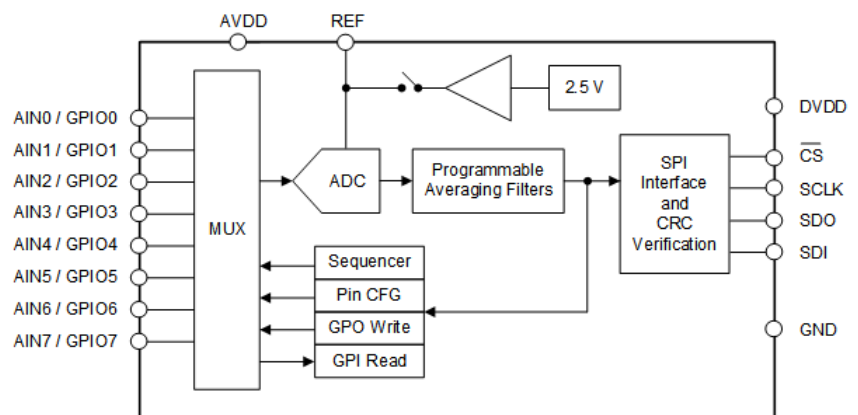 AVDD
REF
2.5 V
AIN0 / GPIO0
AIN1 / GPIO1
AIN2 / GPIO2
AIN3 / GPIO3
AIN4 / GPIO4
AIN5 / GPIO5
AIN6 / GPIO6
AIN7 / GPIO7
MUX
ADC
Programmable
Averaging Filters
Sequencer
Pin CFG
GPO Write
GPI Read
SPI
Interface
and
CRC
Verification
DVDD
CS
SCLK
SDO
SDI
GND